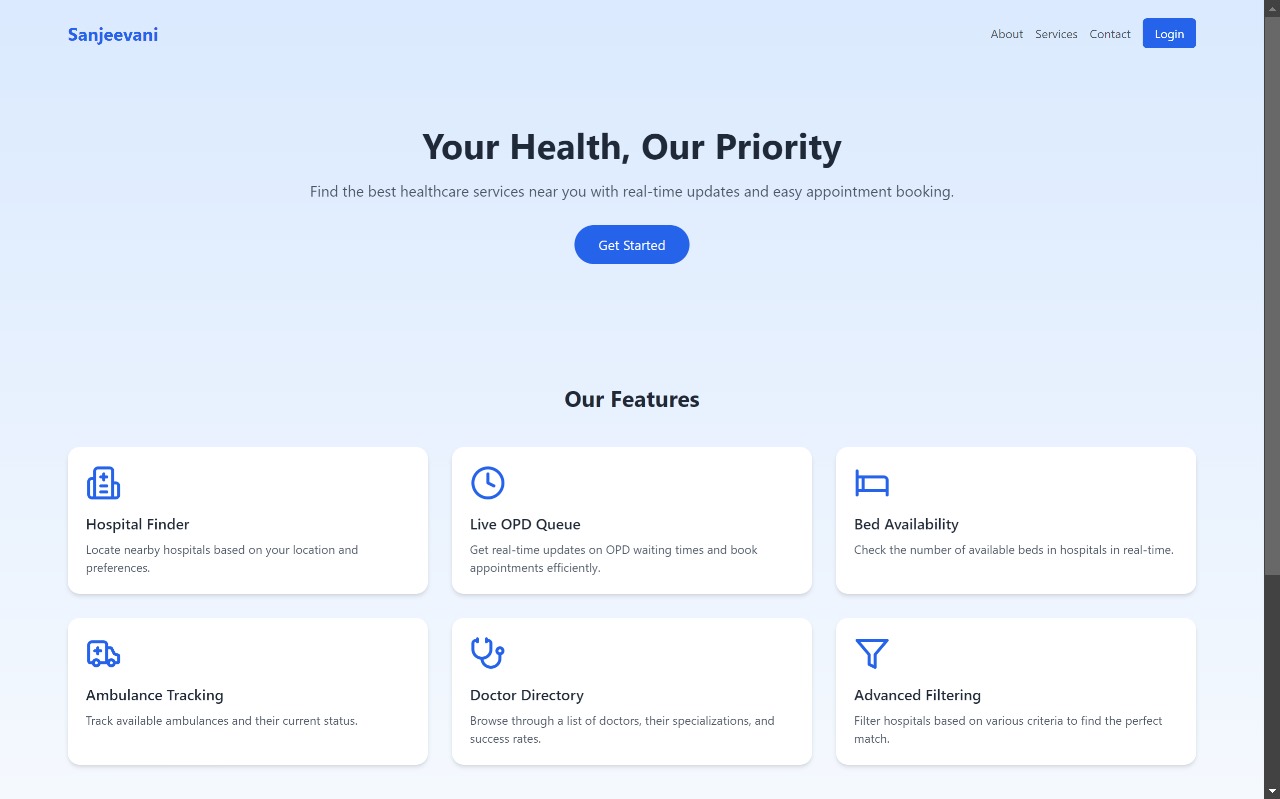 Sanjeevani
About
Services
Contact
Login
Your Health, Our Priority
Find the best healthcare services near you with real-time updates and easy appointment booking.
Get Started
Our Features
Hospital Finder
Locate nearby hospitals based on your location and
preferences.
Live OPD Queue
Get real-time updates on OPD waiting times and book
appointments efficiently.
Bed Availability
Check the number of available beds in hospitals in real-time.
Ambulance Tracking
Track available ambulances and their current status.
Doctor Directory
Browse through a list of doctors, their specializations, and
success rates.
Advanced Filtering
Filter hospitals based on various criteria to find the perfect
match.